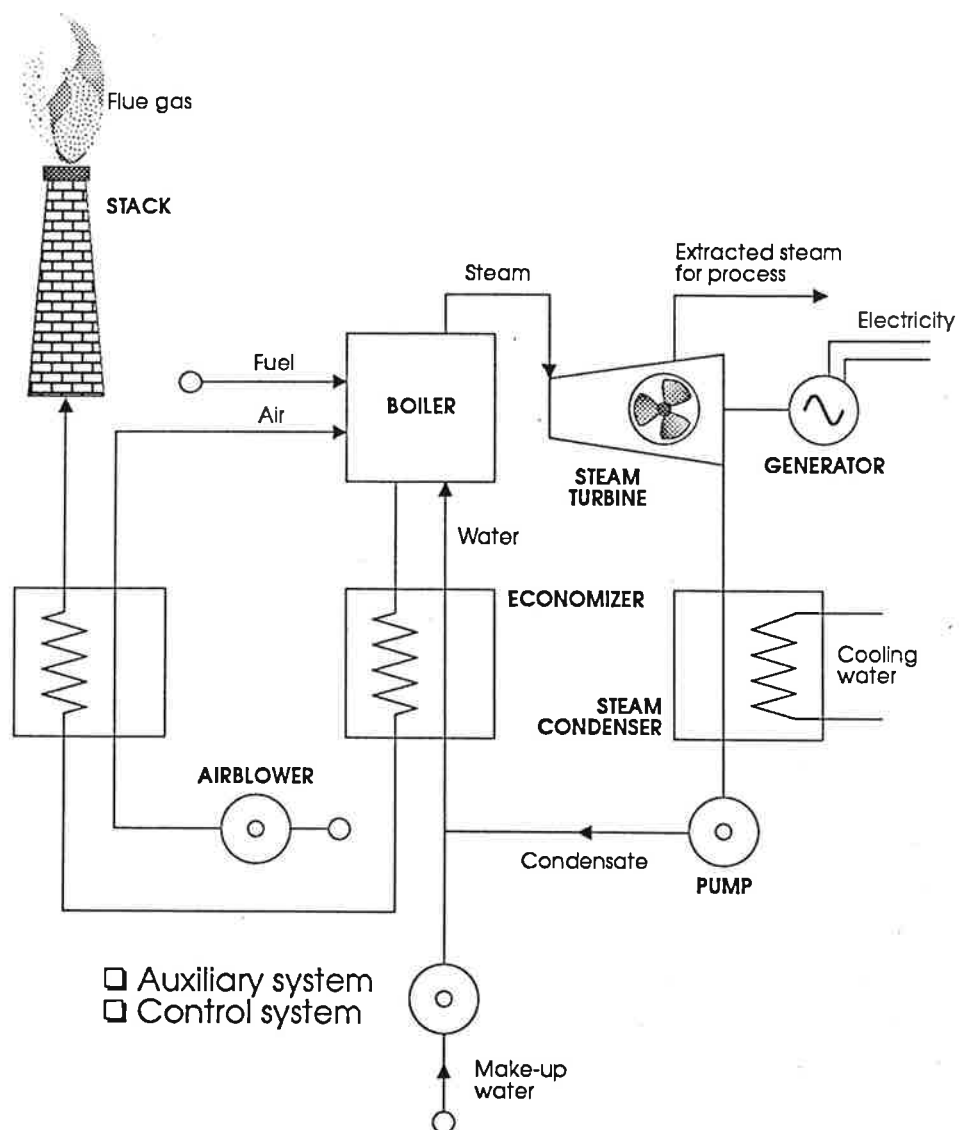 Flue gas
STACK
Extracted steam
for process
Steam
Electricity
Fuel
BOILER
Air
GENERATOR
STEAM
TURBINE
Water
ECONOMIZER
Cooling
water
STEAM
CONDENSER
AIRBLOWER
Condensate
PUMP
❑ Auxiliary system
❑ Control system
Make-up
water